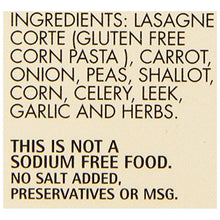 INGREDIENTS: LASAGNE
CORTE (GLUTEN FREE
CORN PASTA ), CARROT,
ONION, PEAS, SHALLOT,
CORN, CELERY, LEEK,
GARLIC AND HERBS.
THIS IS NOT A
SODIUM FREE FOOD.
NO SALT ADDED,
PRESERVATIVES OR MSG.